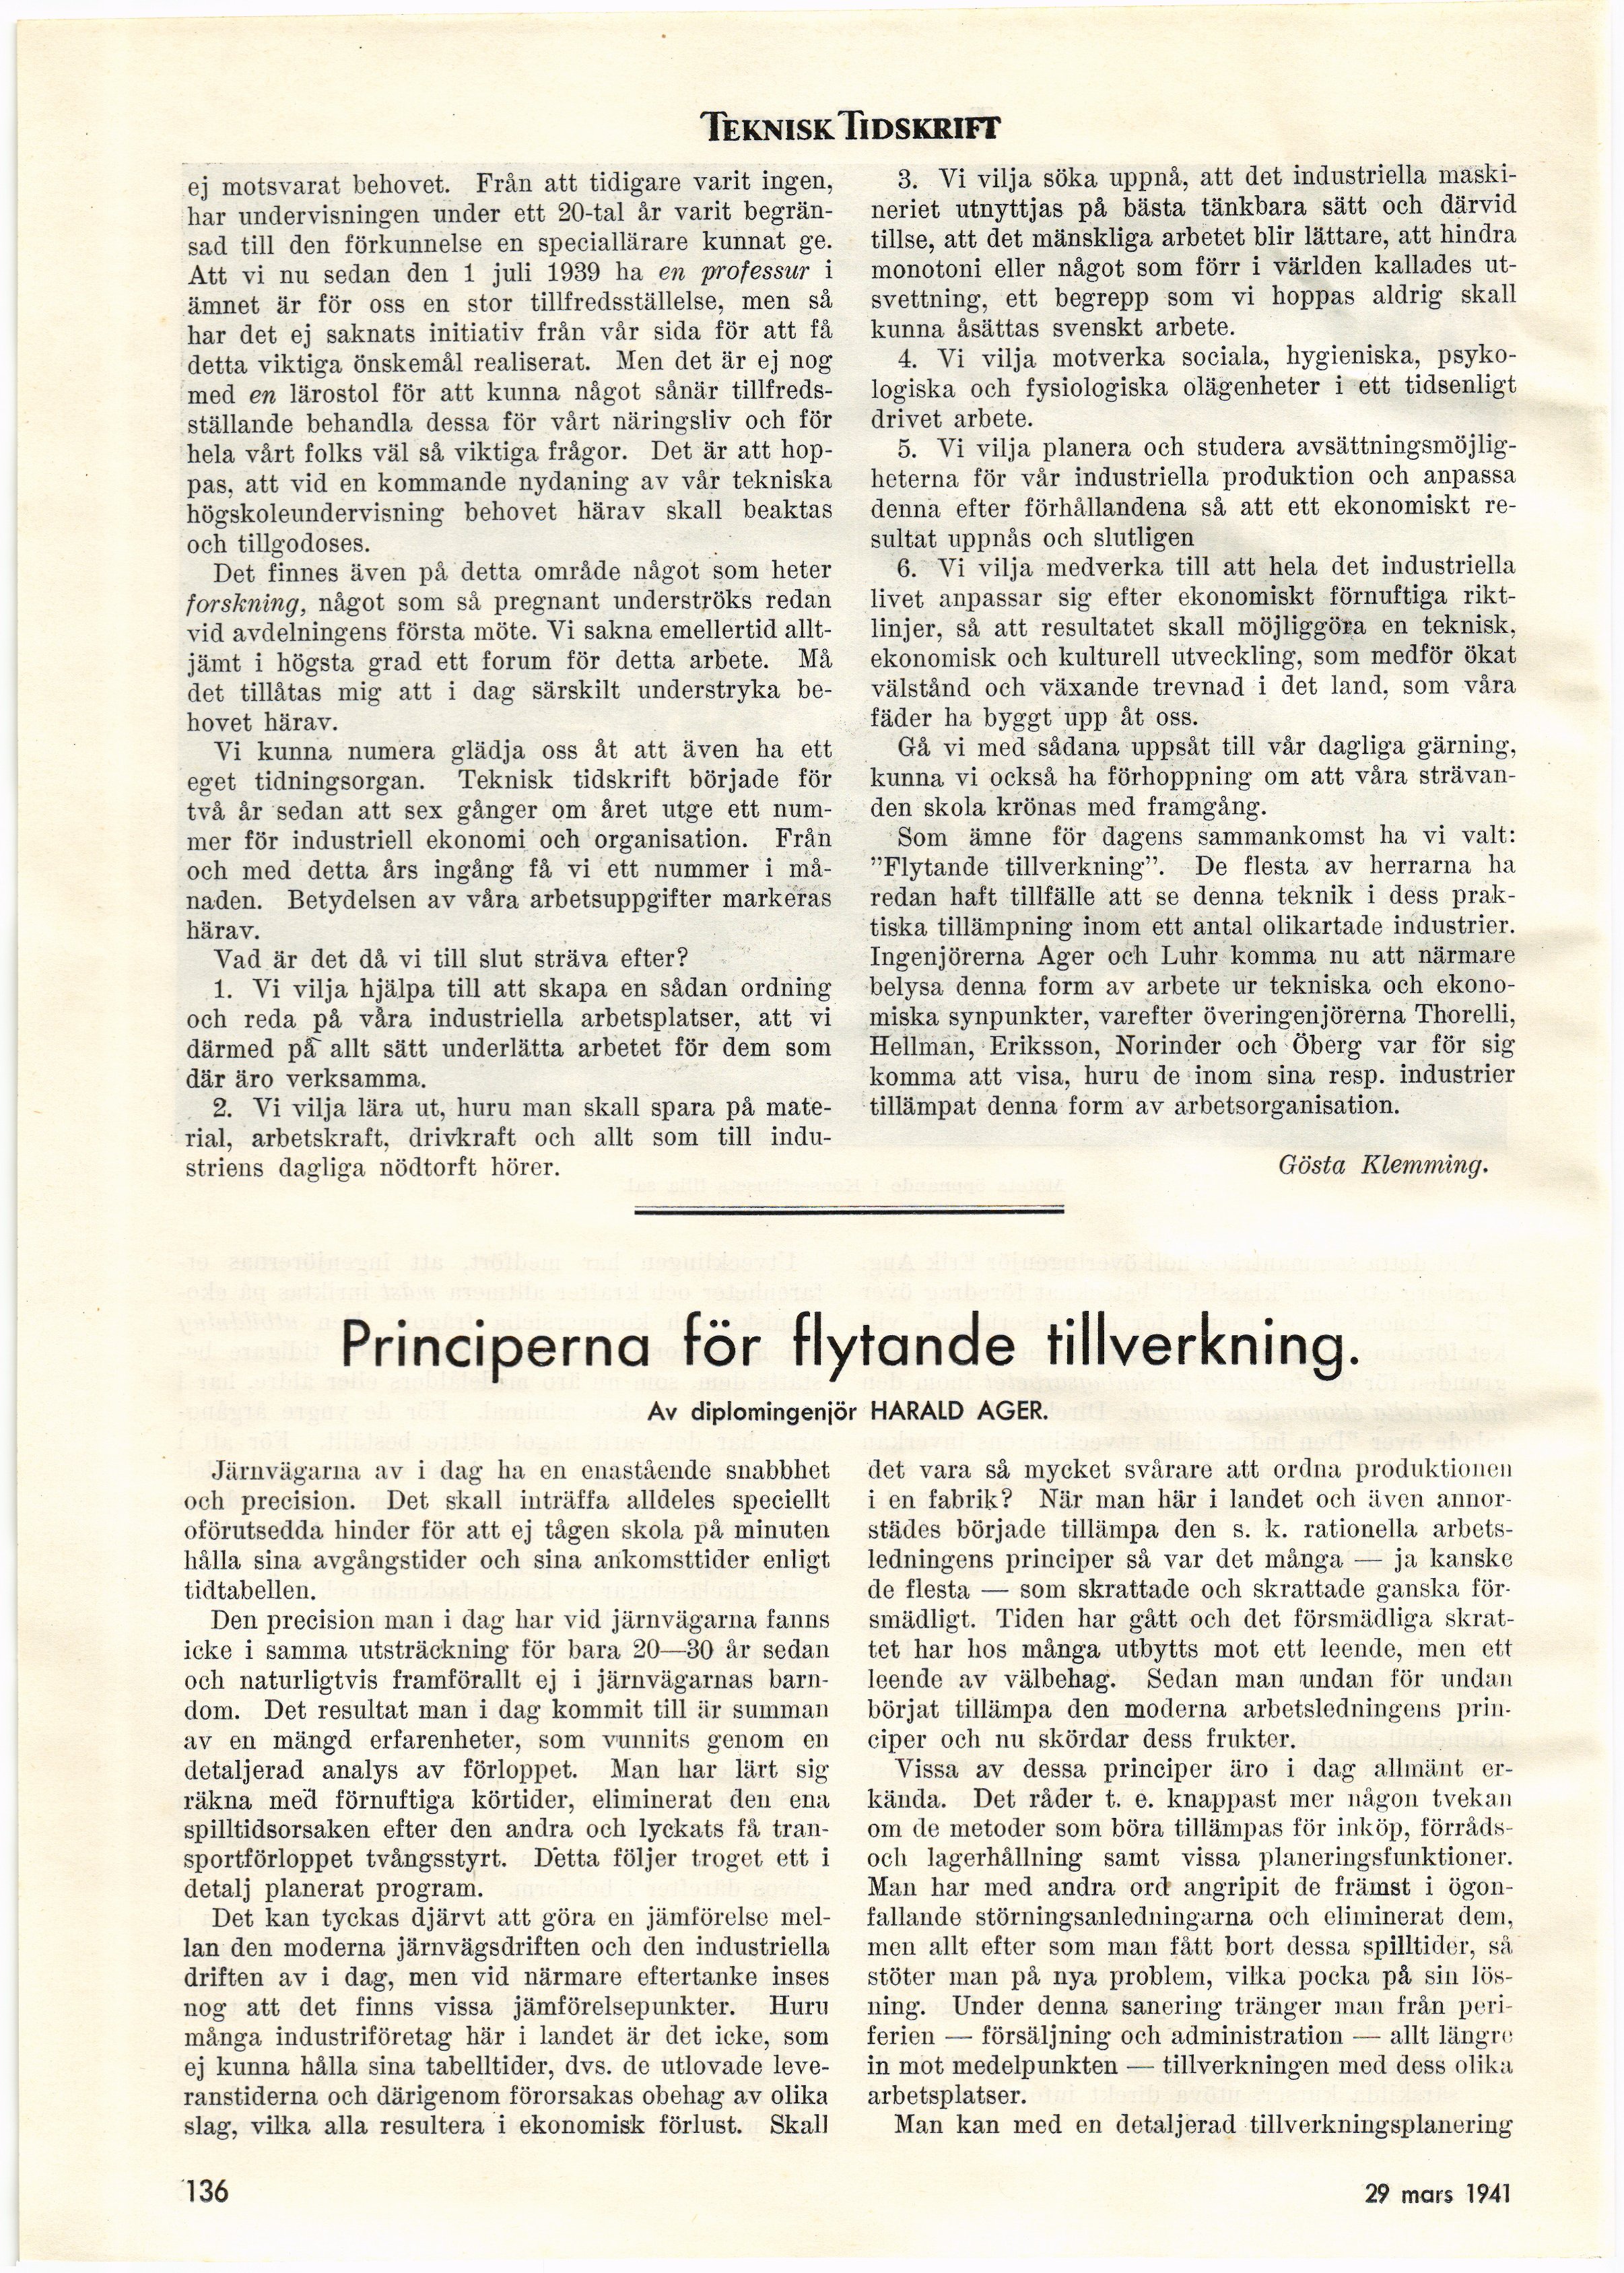 TEKNISK TIDSKRIFT
ej motsvarat behovet. Från att tidigare varit ingen,
har undervisningen under ett 20-tal år varit begrän-
sad till den förkunnelse en speciallärare kunnat ge.
Att vi nu sedan den 1 juli 1939 ha en professur i
ämnet är för oss en stor tillfredsställelse, men så
har det ej saknats initiativ från vår sida för att få
detta viktiga önskemål realiserat. Men det är ej nog
med en lärostol för att kunna något sånär tillfreds-
ställande behandla dessa för vårt näringsliv och för
hela vårt folks väl så viktiga frågor. Det är att hop-
pas, att vid en kommande nydaning av vår tekniska
högskoleundervisning behovet härav skall beaktas
och tillgodoses.
Det finnes även på detta område något som heter
forskning, något som så pregnant underströks redan
vid avdelningens första möte. Vi sakna emellertid allt-
jämt i högsta grad ett forum för detta arbete. Må
det tillåtas mig att i dag särskilt understryka be-
hovet härav.
Vi kunna numera glädja oss åt att även ha ett
eget tidningsorgan. Teknisk tidskrift började för
två år sedan att sex gånger om året utge ett num-
mer för industriell ekonomi och organisation. Från
och med detta års ingång få vi ett nummer i må-
naden. Betydelsen av våra arbetsuppgifter markeras
härav.
Vad är det då vi till slut sträva efter?
1. Vi vilja hjälpa till att skapa en sådan ordning
och reda på våra industriella arbetsplatser, att vi
därmed på allt sätt underlätta arbetet för dem som
där äro verksamma.
2. Vi vilja lära ut, huru man skall spara på mate-
rial, arbetskraft, drivkraft och allt som till indu-
striens dagliga nödtorft hörer.
3. Vi vilja söka uppnå, att det industriella maski-
neriet utnyttjas på bästa tänkbara sätt och därvid
tillse, att det mänskliga arbetet blir lättare, att hindra
monotoni eller något som förr i världen kallades ut-
svettning, ett begrepp som vi hoppas aldrig skall
kunna åsättas svenskt arbete.
4. Vi vilja motverka sociala, hygieniska, psyko-
logiska och fysiologiska olägenheter i ett tidsenligt
drivet arbete.
5. Vi vilja planera och studera avsättningsmöjlig-
heterna för vår industriella produktion och anpassa
denna efter förhållandena så att ett ekonomiskt re-
sultat uppnås och slutligen
6. Vi vilja medverka till att hela det industriella
livet anpassar sig efter ekonomiskt förnuftiga rikt-
linjer, så att resultatet skall möjliggöra en teknisk,
ekonomisk och kulturell utveckling, som medför ökat
välstånd och växande trevnad i det land, som våra
fäder ha byggt upp åt oss.
Gå vi med sådana uppsåt till vår dagliga gärning,
kunna vi också ha förhoppning om att våra strävan-
den skola krönas med framgång.
Som ämne för dagens sammankomst ha vi valt:
"Flytande tillverkning". De flesta av herrarna ha
redan haft tillfälle att se denna teknik i dess prak-
tiska tillämpning inom ett antal olikartade industrier.
Ingenjörerna Ager och Luhr komma nu att närmare
belysa denna form av arbete ur tekniska och ekono-
miska synpunkter, varefter överingenjörerna Thorelli,
Hellman, Eriksson, Norinder och Öberg var för sig
komma att visa, huru de inom sina resp. industrier
tillämpat denna form av arbetsorganisation.
Gösta Klemming.
Principerna för flytande tillverkning.
Av diplomingenjör HARALD AGER.
Järnvägarna av i dag ha en enastående snabbhet
och precision. Det skall inträffa alldeles speciellt
oförutsedda hinder för att ej tågen skola på minuten
hålla sina avgångstider och sina ankomsttider enligt
tidtabellen.
Den precision man i dag har vid järnvägarna fanns
icke i samma utsträckning för bara 20—30 år sedan
och naturligtvis framförallt ej i järnvägarnas barn-
dom. Det resultat man i dag kommit till är summan
av en mängd erfarenheter, som vunnits genom en
detaljerad analys av förloppet. Man har lärt sig
räkna med förnuftiga körtider, eliminerat den ena
spilltidsorsaken efter den andra och lyckats få tran-
sportförloppet tvångsstyrt. Detta följer troget ett i
detalj planerat program.
Det kan tyckas djärvt att göra en jämförelse mel-
lan den moderna järnvägsdriften och den industriella
driften av i dag, men vid närmare eftertanke inses
nog att det finns vissa jämförelsepunkter. Huru
många industriföretag här i landet är det icke, som
ej kunna hålla sina tabelltider, dvs. de utlovade leve-
ranstiderna och därigenom förorsakas obehag av olika
slag, vilka alla resultera i ekonomisk förlust. Skall
det vara så mycket svårare att ordna produktionen
i en fabrik? När man här i landet och även annor-
städes började tillämpa den s. k. rationella arbets-
ledningens principer så var det många — ja kanske
de flesta — som skrattade och skrattade ganska för-
smädligt. Tiden har gått och det försmädliga skrat-
tet har hos många utbytts mot ett leende, men ett
leende av välbehag. Sedan man undan för undan
börjat tillämpa den moderna arbetsledningens prin-
ciper och nu skördar dess frukter.
Vissa av dessa principer äro i dag allmänt er-
kända. Det råder t. e. knappast mer någon tvekan
om de metoder som böra tillämpas för inköp, förråds-
och lagerhållning samt vissa planeringsfunktioner.
Man har med andra ord angripit de främst i ögon-
fallande störningsanledningarna och eliminerat dem,
men allt efter som man fått bort dessa spilltider, så
stöter man på nya problem, vilka pocka på sin lös-
ning. Under denna sanering tränger man från peri-
ferien — försäljning och administration — allt längre
in mot medelpunkten — tillverkningen med dess olika
arbetsplatser.
Man kan med en detaljerad tillverkningsplanering
136
29 mars 1941